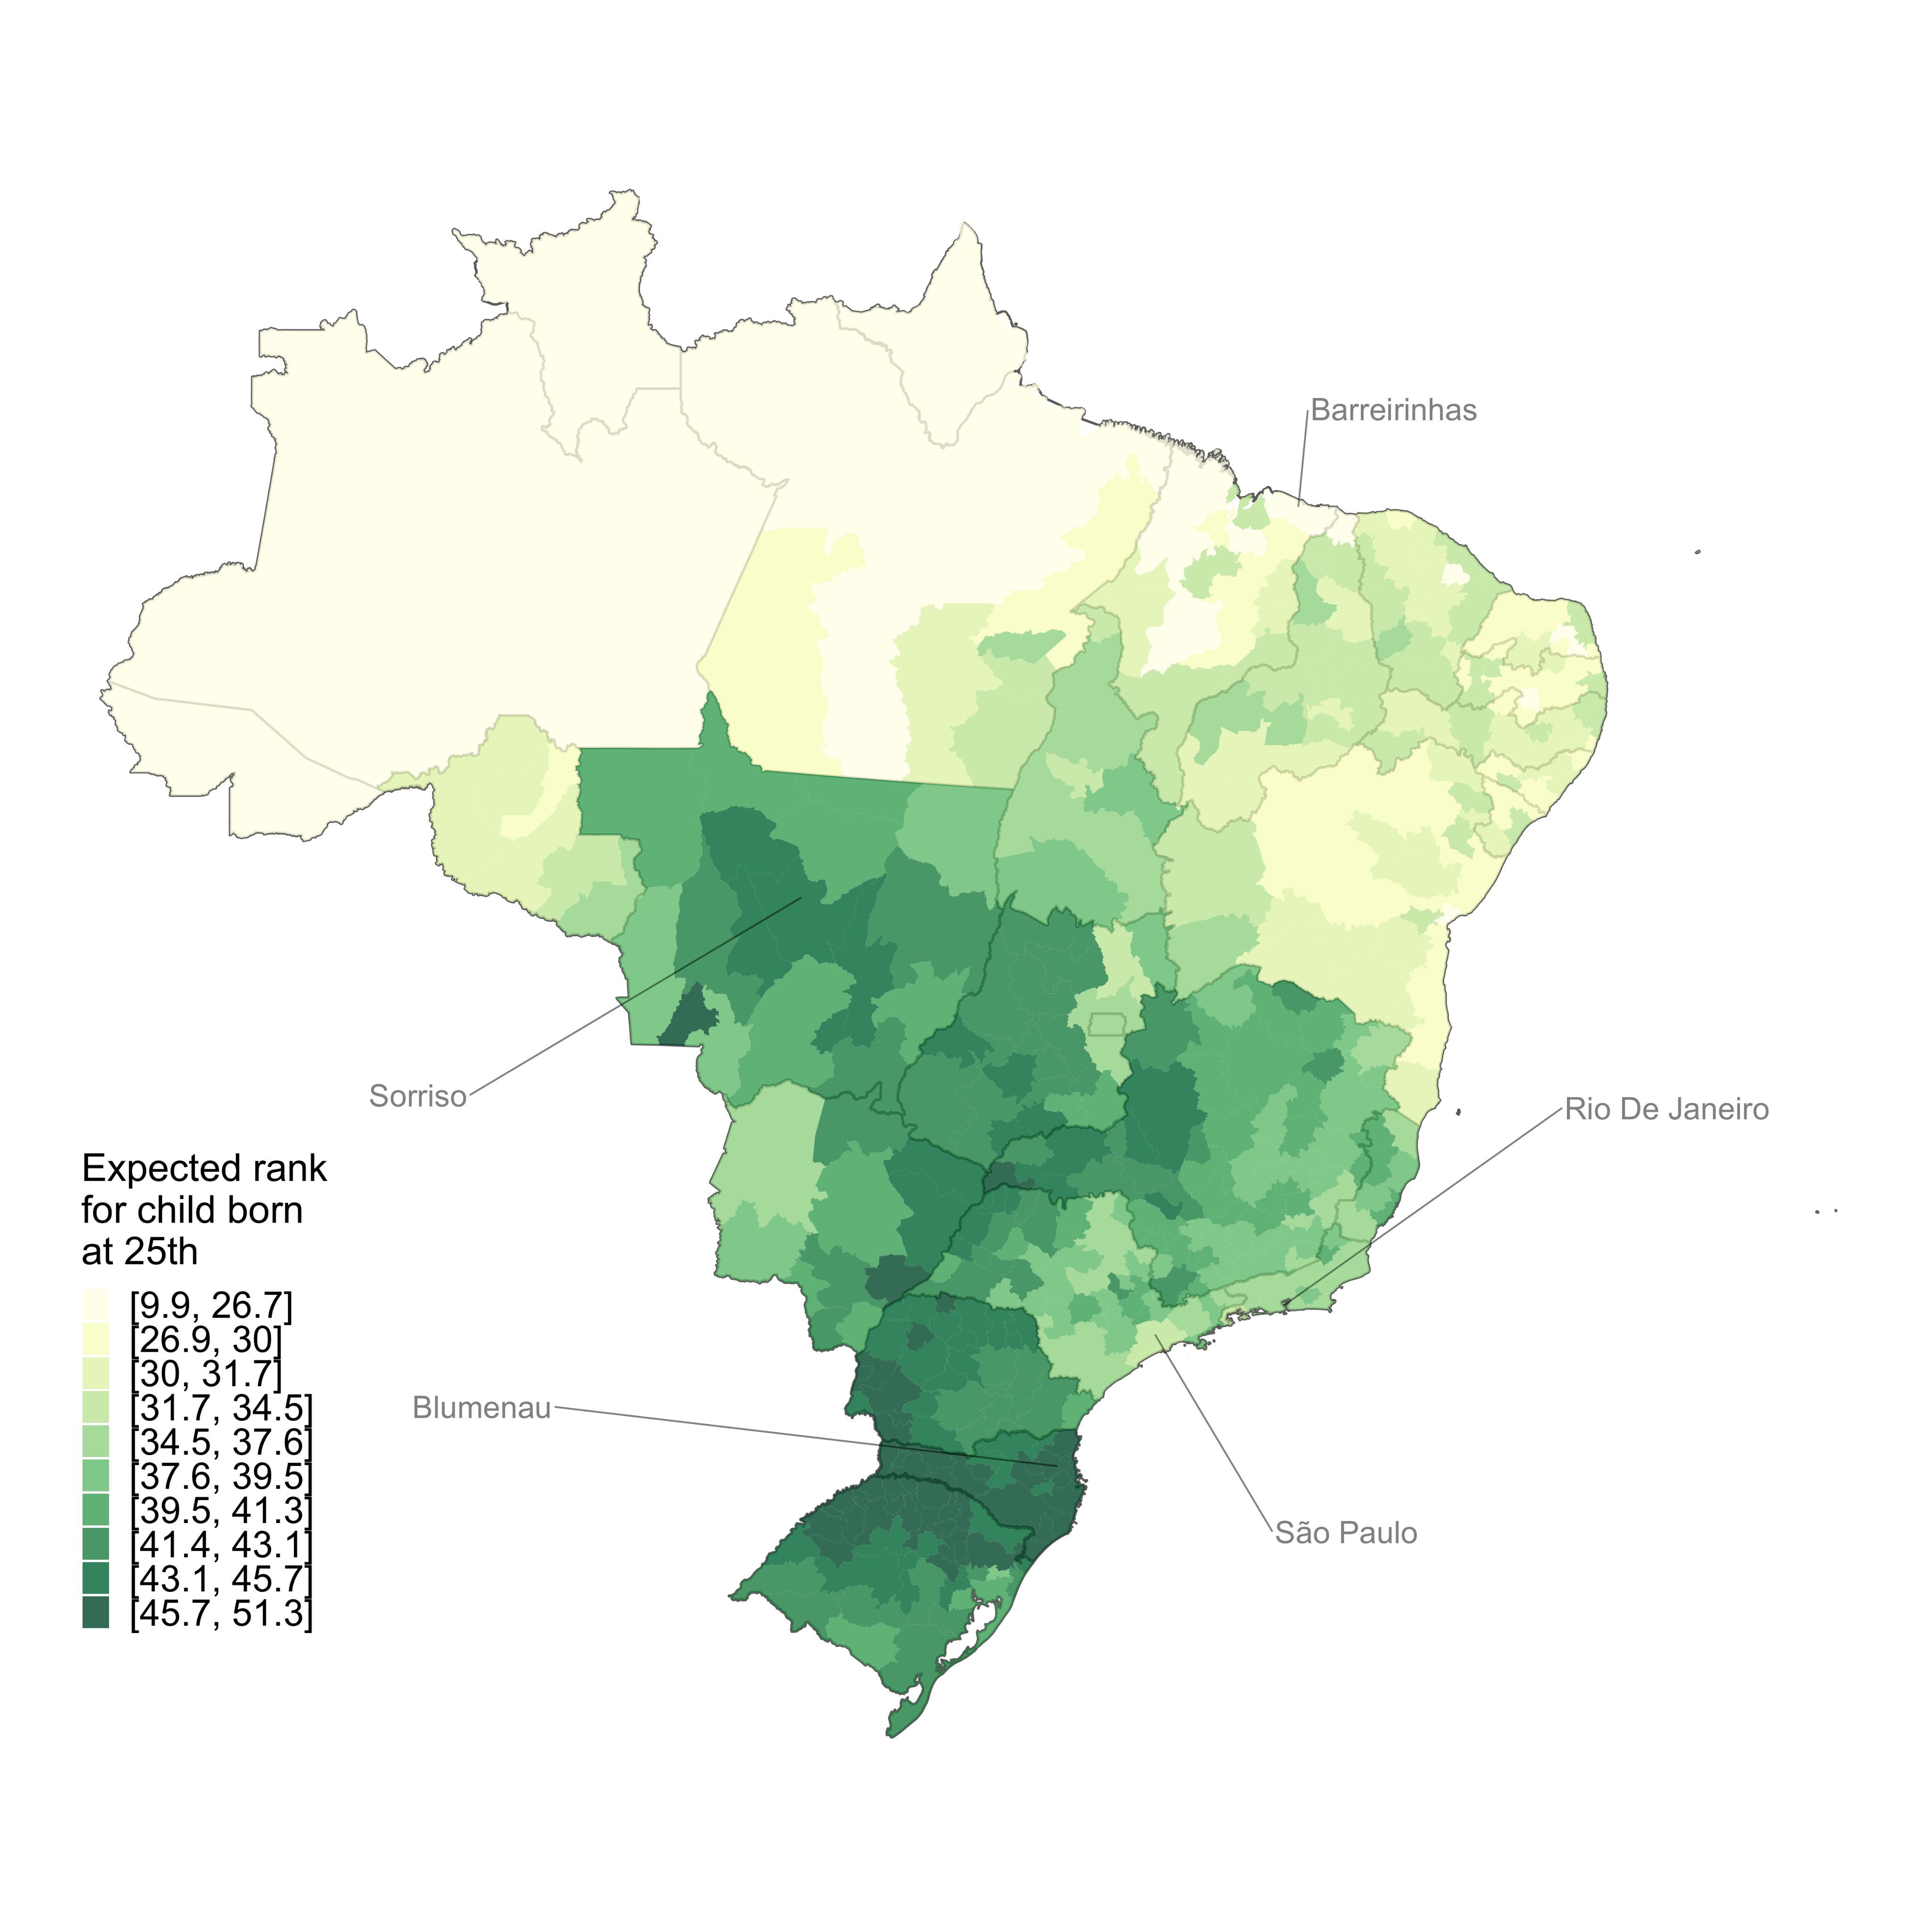 Barreirinhas
Sorriso
Rio De Janeiro
Expected rank
for child born
at 25th
[9.9, 26.7]
[26.9, 30]
[30, 31.7]
[31.7, 34.5]
[34.5, 37.6]
[37.6, 39.5]
[39.5, 41.3]
[41.4, 43.1]
[43.1, 45.7]
[45.7, 51.3]
Blumenau
São Paulo